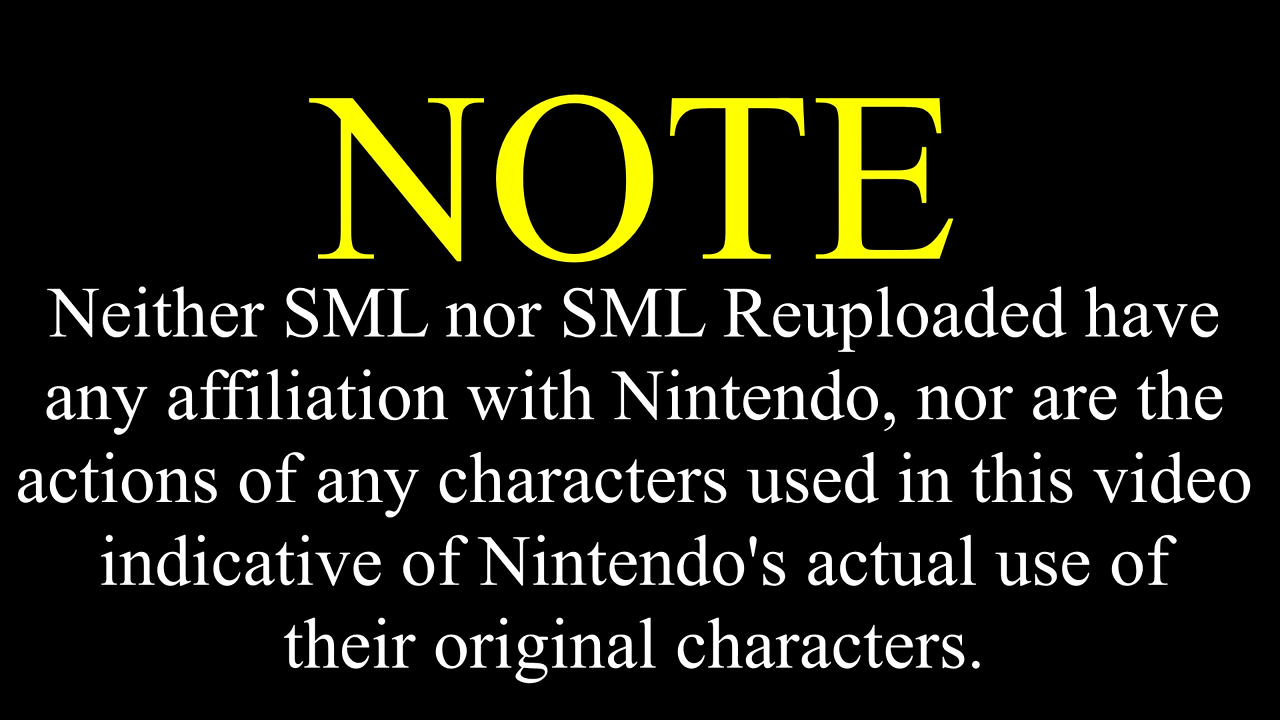 NOTE
Neither SML nor SML Reuploaded have
any affiliation with Nintendo, nor are the
actions of any characters used in this video
indicative of Nintendo's actual use of
their original characters.